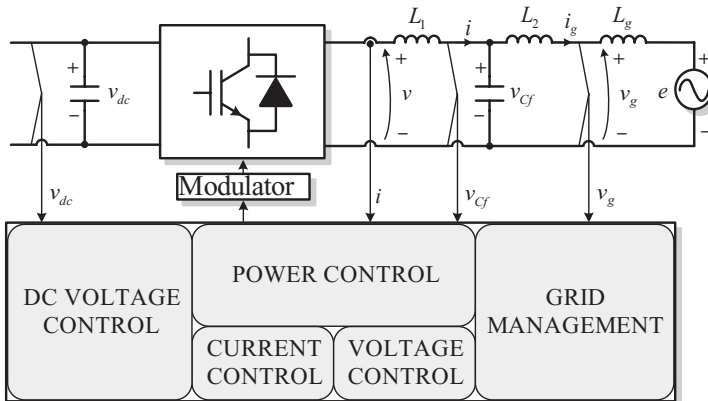 L1 i L2 ig Lg
+ + + + +
vdc v vCf vg e
− − − − −
Modulator
vdc i vCf vg
DC VOLTAGE
CONTROL
POWER CONTROL
CURRENT
CONTROL
VOLTAGE
CONTROL
GRID
MANAGEMENT